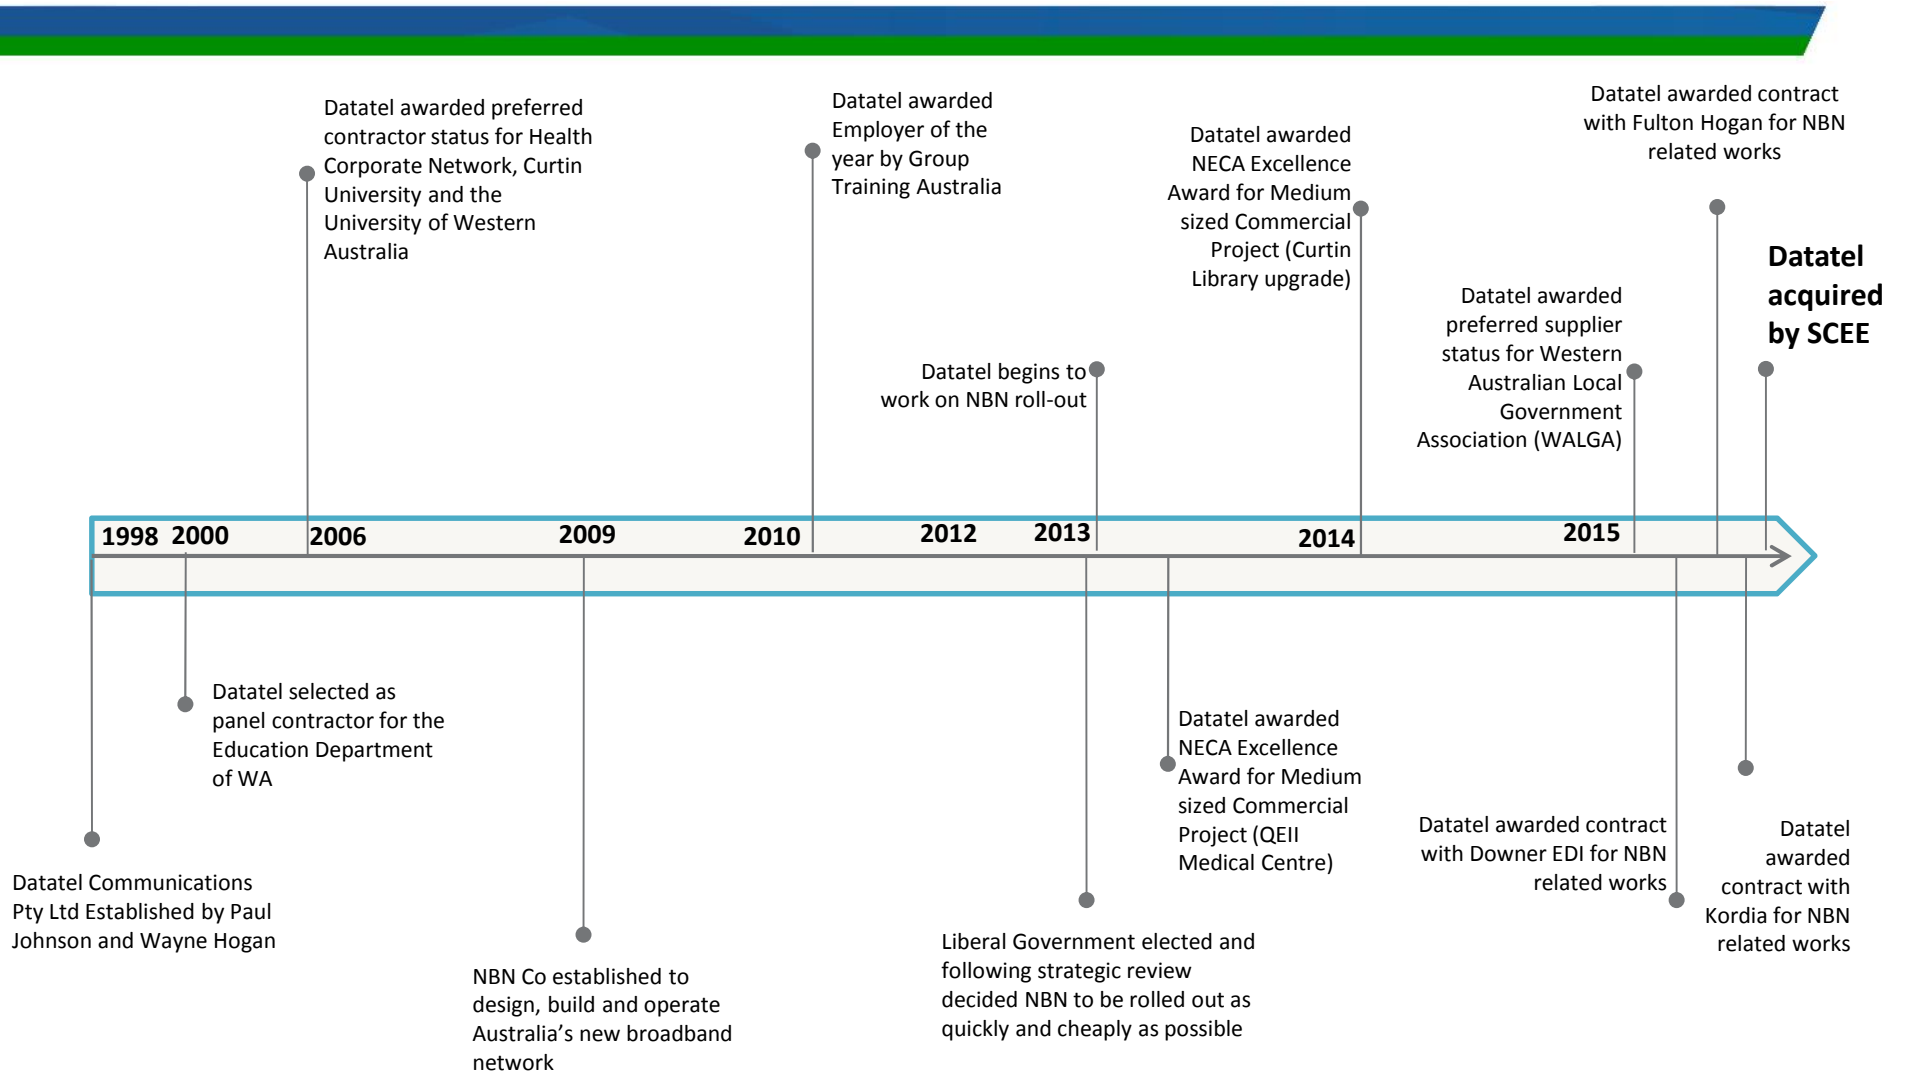 Datatel awarded preferred
contractor status for Health
Corporate Network, Curtin
University and the
University of Western
Australia
Datatel awarded
Employer of the
year by Group
Training Australia
Datatel awarded
NECA Excellence
Award for Medium
sized Commercial
Project (Curtin
Library upgrade)
Datatel awarded contract
with Fulton Hogan for NBN
related works
Datatel
acquired
by SCEE
Datatel awarded
preferred supplier
status for Western
Australian Local
Government
Association (WALGA)
Datatel begins to
work on NBN roll-out
1998 2000 2006 2009 2010 2012 2013 2014 2015
Datatel selected as
panel contractor for the
Education Department
of WA
Datatel Communications
Pty Ltd Established by Paul
Johnson and Wayne Hogan
NBN Co established to
design, build and operate
Australia’s new broadband
network
Liberal Government elected and
following strategic review
decided NBN to be rolled out as
quickly and cheaply as possible
Datatel awarded
NECA Excellence
Award for Medium
sized Commercial
Project (QEII
Medical Centre)
Datatel awarded contract
with Downer EDI for NBN
related works
Datatel
awarded
contract with
Kordia for NBN
related works